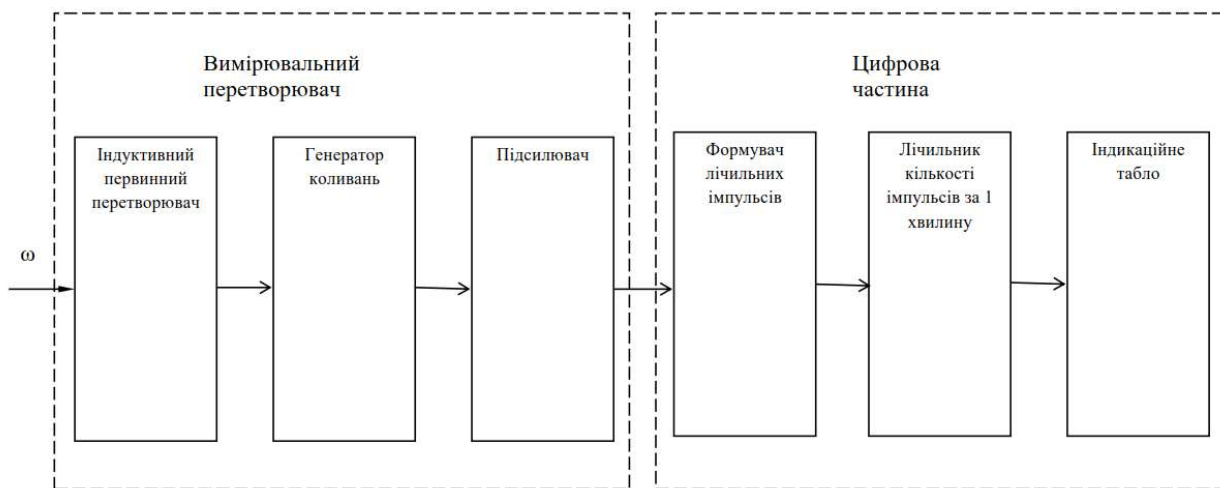 Вимірювальний
перетворювач
Цифрова
частина
Індуктивний
первинний
перетворювач
Генератор
коливань
Підсилювач
Формувач
лічильних
імпульсів
Лічильник
кількості
імпульсів за 1
хвилину
Індикаційне
табло
ω